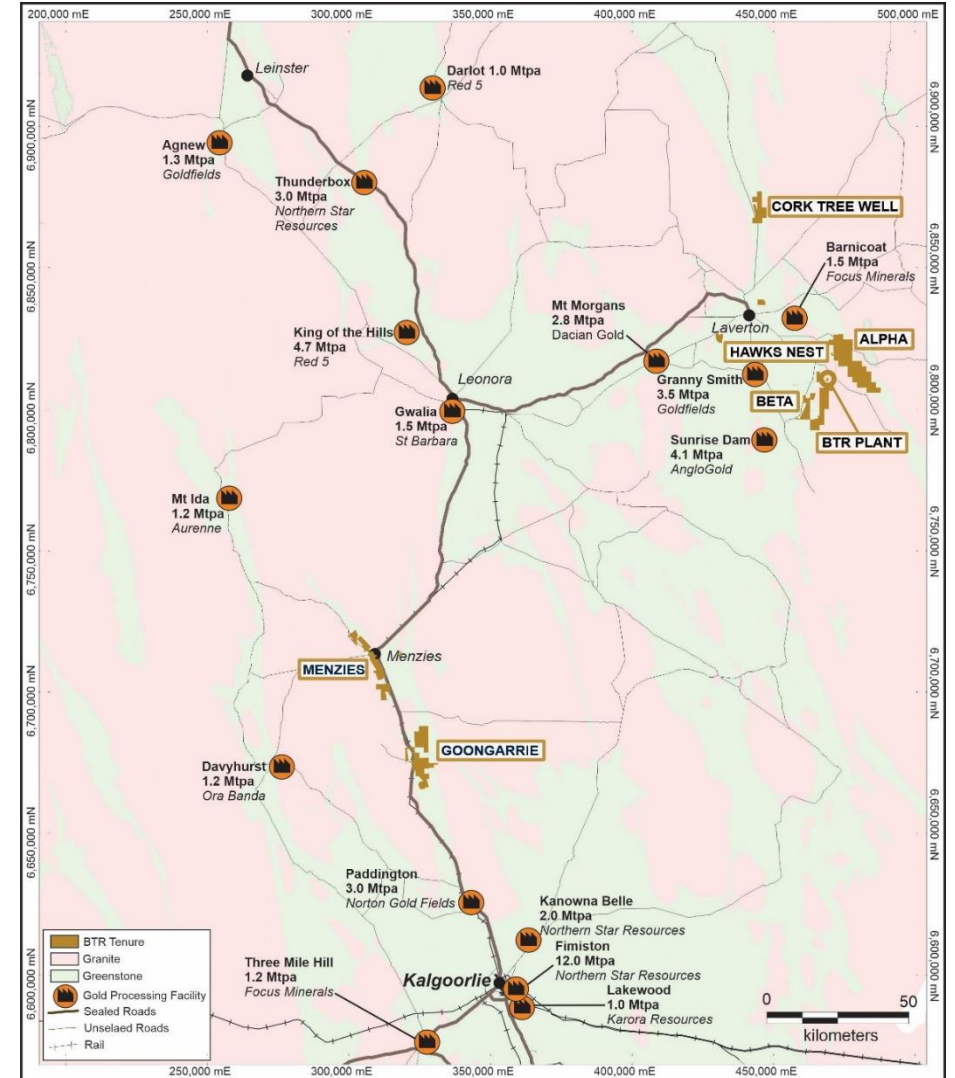 200,000 mE
250,000 mE
300,000 mE
350,000 mE
400,000 mE
450,000 mE
500,000 mE
6,900,000 mN
6,850,000 mN
6,800,000 mN
6,750,000 mN
6,700,000 mN
6,650,000 mN
6,600,000 mN
6,900,000 mN
6,850,000 mN
6,800,000 mN
6,750,000 mN
6,700,000 mN
6,650,000 mN
6,600,000 mN
Leinster
Darlot 1.0 Mtpa
Red 5
Agnew
1.3 Mtpa
Goldfields
Thunderbox
3.0 Mtpa
Northern Star
Resources
CORK TREE WELL
Barnicoat
1.5 Mtpa
Focus Minerals
Mt Morgans
2.8 Mtpa
Dacian Gold
Laverton
King of the Hills
4.7 Mtpa
Red 5
HAWKS NEST
ALPHA
Leonora
Granny Smith
3.5 Mtpa
Goldfields
BETA
Gwalia
1.5 Mtpa
St Barbara
BTR PLANT
Sunrise Dam
4.1 Mtpa
AngloGold
Mt Ida
1.2 Mtpa
Aurenne
Menzies
MENZIES
GOONGARRIE
Davyhurst
1.2 Mtpa
Ora Banda
Paddington
3.0 Mtpa
Norton Gold Fields
Kanowna Belle
2.0 Mtpa
Northern Star Resources
Fimiston
12.0 Mtpa
Northern Star Resources
Three Mile Hill
1.2 Mtpa
Focus Minerals
Kalgoorlie
Lakewood
1.0 Mtpa
Karora Resources
BTR Tenure
Granite
Greenstone
Gold Processing Facility
Sealed Roads
Unselaed Roads
Rail
0 50
kilometers
250,000 mE
300,000 mE
350,000 mE
400,000 mE
450,000 mE